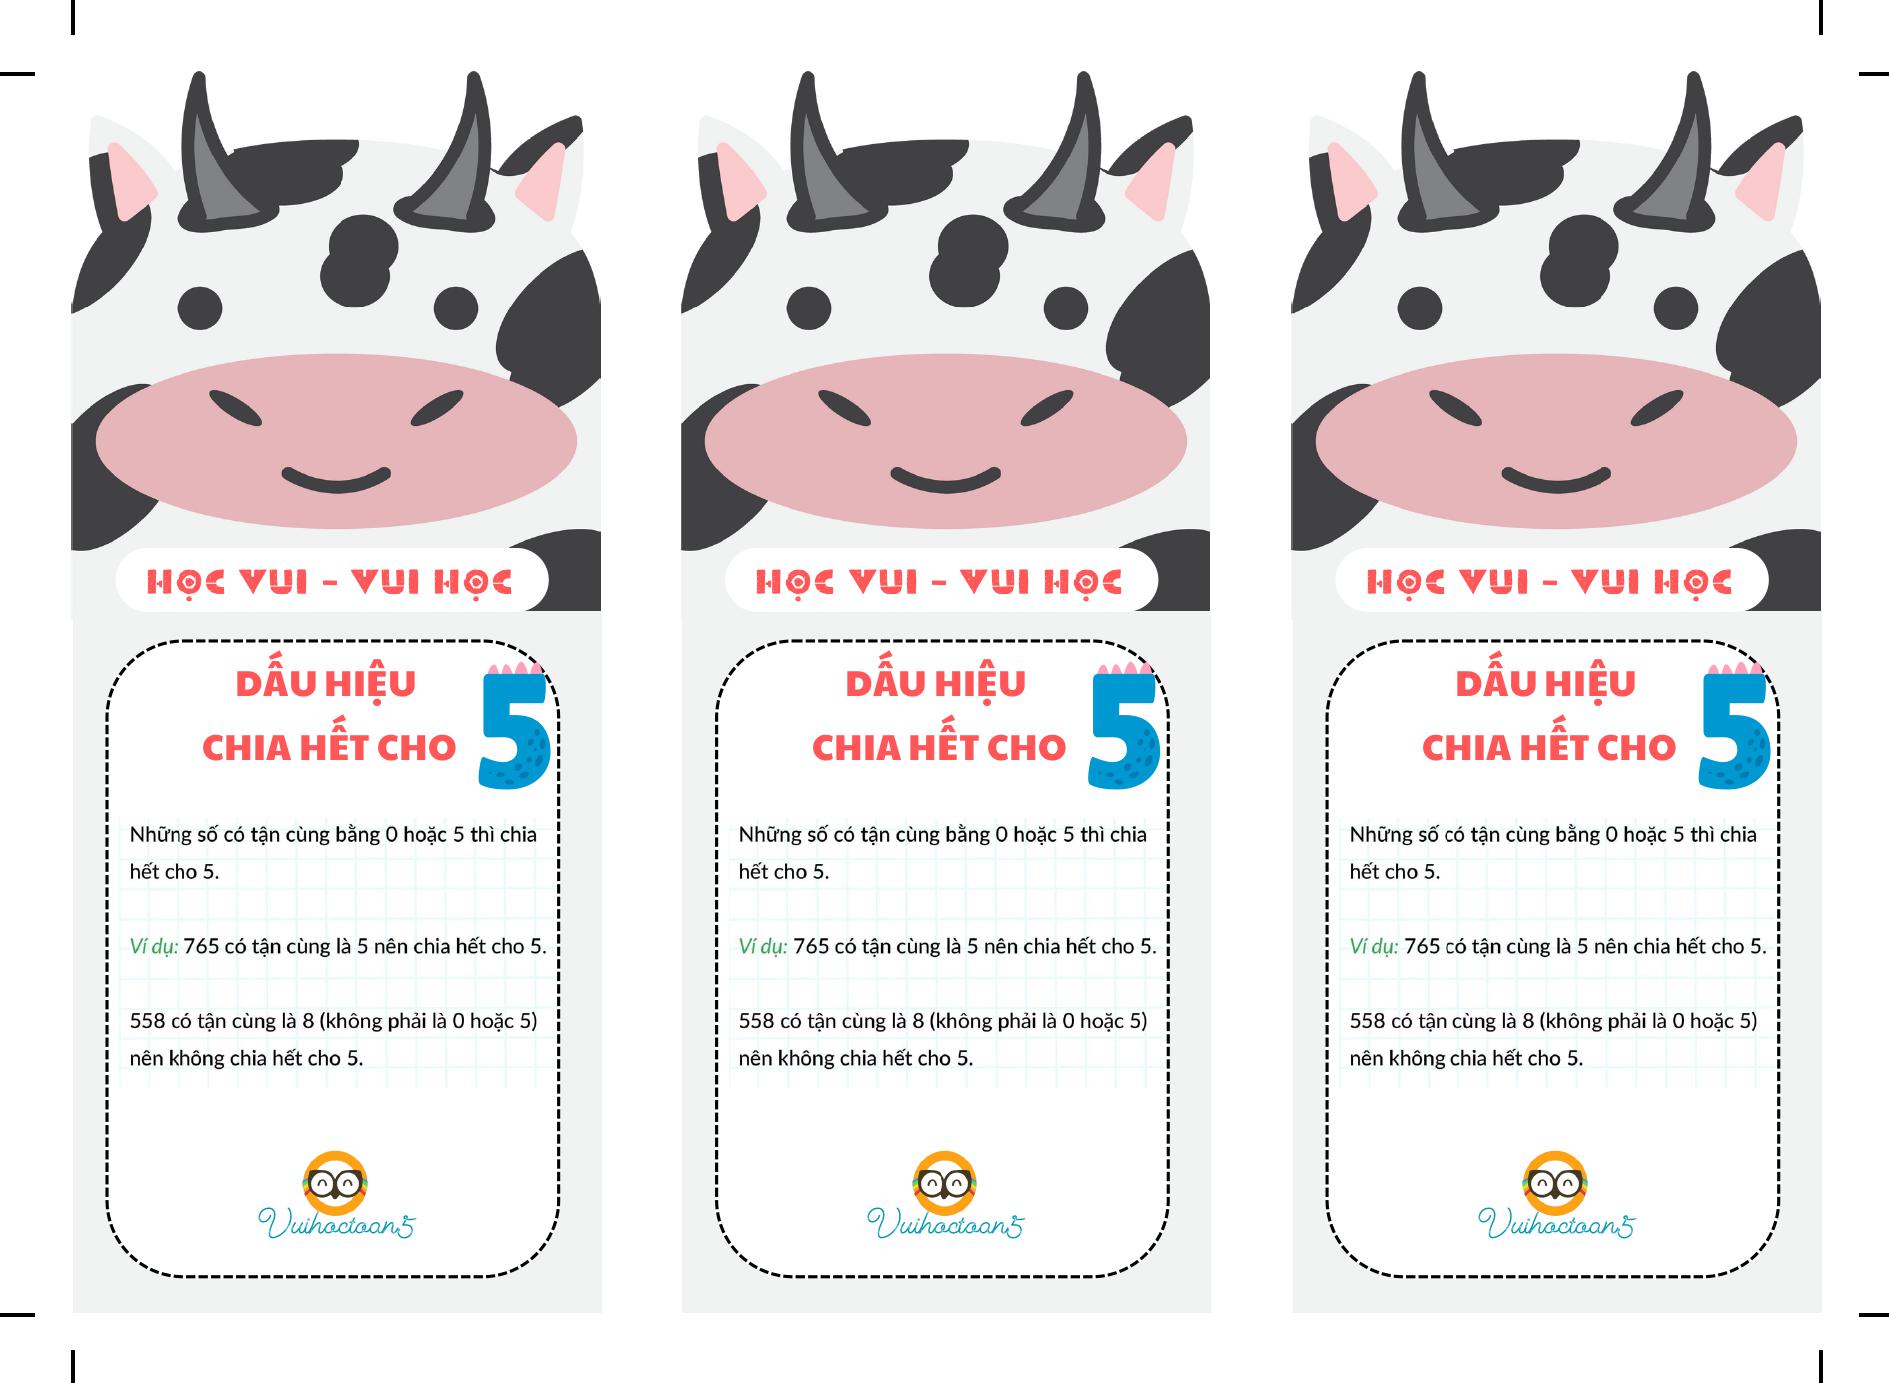 HỌC VUI - VUI HỌC
DẤU HIỆU
CHIA HẾT CHO 5
Những số có tận cùng bằng 0 hoặc 5 thì chia
hết cho 5.
Ví dụ: 765 có tận cùng là 5 nên chia hết cho 5.
558 có tận cùng là 8 (không phải là 0 hoặc 5)
nên không chia hết cho 5.
Vuihoctoan5
HỌC VUI - VUI HỌC
DẤU HIỆU
CHIA HẾT CHO 5
Những số có tận cùng bằng 0 hoặc 5 thì chia
hết cho 5.
Ví dụ: 765 có tận cùng là 5 nên chia hết cho 5.
558 có tận cùng là 8 (không phải là 0 hoặc 5)
nên không chia hết cho 5.
Vuihoctoan5
HỌC VUI - VUI HỌC
DẤU HIỆU
CHIA HẾT CHO 5
Những số có tận cùng bằng 0 hoặc 5 thì chia
hết cho 5.
Ví dụ: 765 có tận cùng là 5 nên chia hết cho 5.
558 có tận cùng là 8 (không phải là 0 hoặc 5)
nên không chia hết cho 5.
Vuihoctoan5